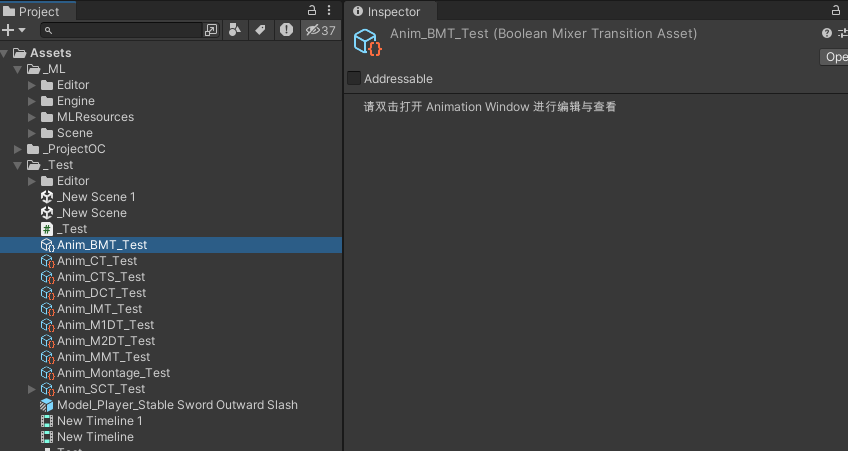 Project
37
Assets
_ML
Editor
Engine
MLResources
Scene
_ProjectOC
_Test
Editor
_New Scene 1
_New Scene
_Test
Anim_BMT_Test
Anim_CT_Test
Anim_CTS_Test
Anim_DCT_Test
Anim_IMT_Test
Anim_M1DT_Test
Anim_M2DT_Test
Anim_MMT_Test
Anim_Montage_Test
Anim_SCT_Test
Model_Player_Stable Sword Outward Slash
New Timeline 1
New Timeline
Inspector
Anim_BMT_Test (Boolean Mixer Transition Asset)
Ope
Addressable
请双击打开 Animation Window 进行编辑与查看